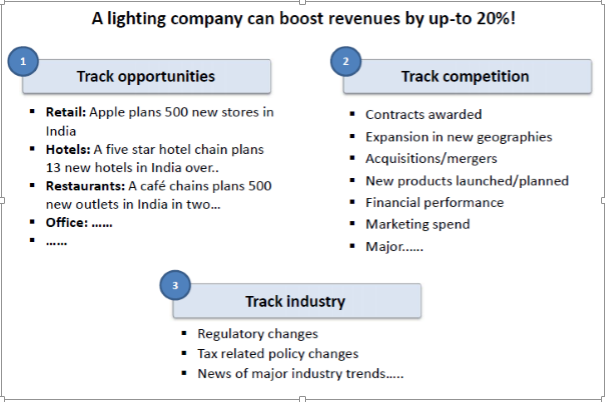 A lighting company can boost revenues by up-to 20%!
1
Track opportunities
▪ Retail: Apple plans 500 new stores in
India
▪ Hotels: A five star hotel chain plans
13 new hotels in India over..
▪ Restaurants: A café chains plans 500
new outlets in India in two…
▪ Office: ……
▪ ……
2
Track competition
▪ Contracts awarded
▪ Expansion in new geographies
▪ Acquisitions/mergers
▪ New products launched/planned
▪ Financial performance
▪ Marketing spend
▪ Major……
3
Track industry
▪ Regulatory changes
▪ Tax related policy changes
▪ News of major industry trends…..